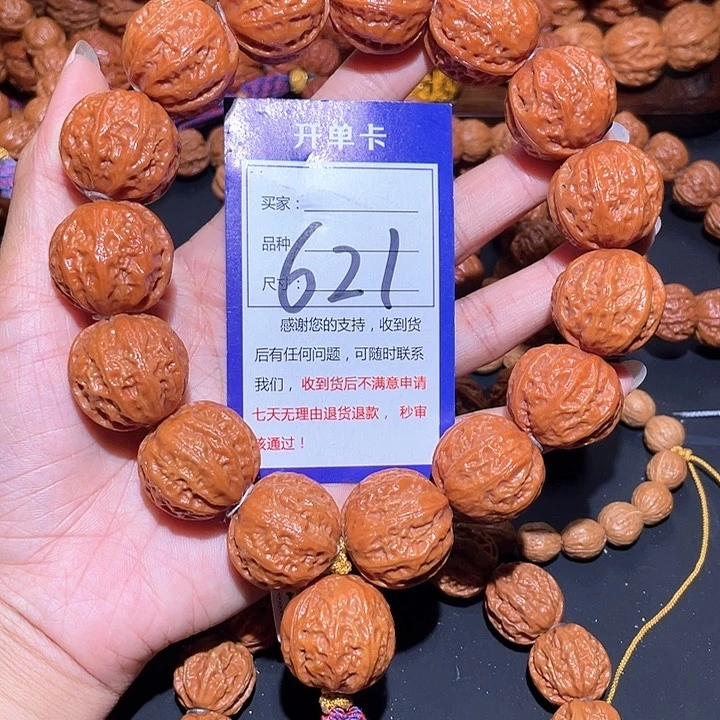 开单卡
买家：
品种
尺寸：
621
感谢您的支持，收到货
后有任何问题，可随时联系
我们，收到货后不满意申请
七天无理由退货退款，秒审
核通过！